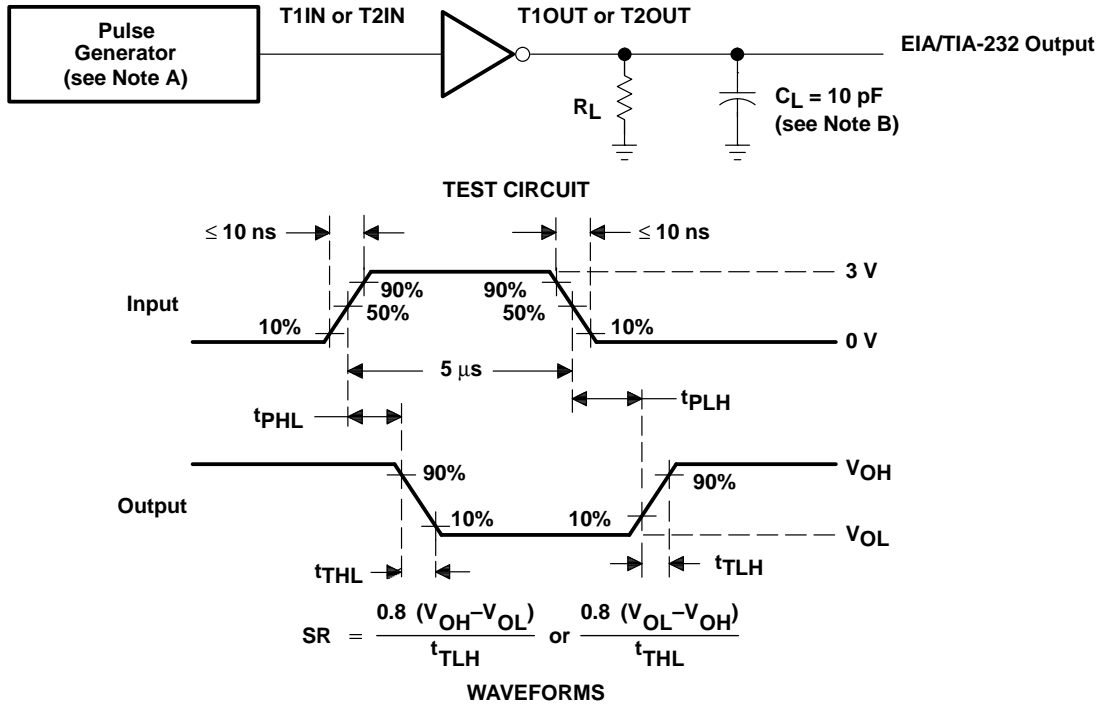 Pulse
Generator
(see Note A)
T1IN or T2IN
T1OUT or T2OUT
EIA/TIA-232 Output
RL
CL = 10 pF
(see Note B)
TEST CIRCUIT
≤ 10 ns
≤ 10 ns
Input
10%
90%
50%
90%
50%
10%
3 V
0 V
5 μs
tPHL
tPLH
Output
90%
10%
10%
90%
VOH
VOL
tTHL
tTLH
SR = 0.8 (VOH–VOL) / tTLH or 0.8 (VOL–VOH) / tTHL
WAVEFORMS